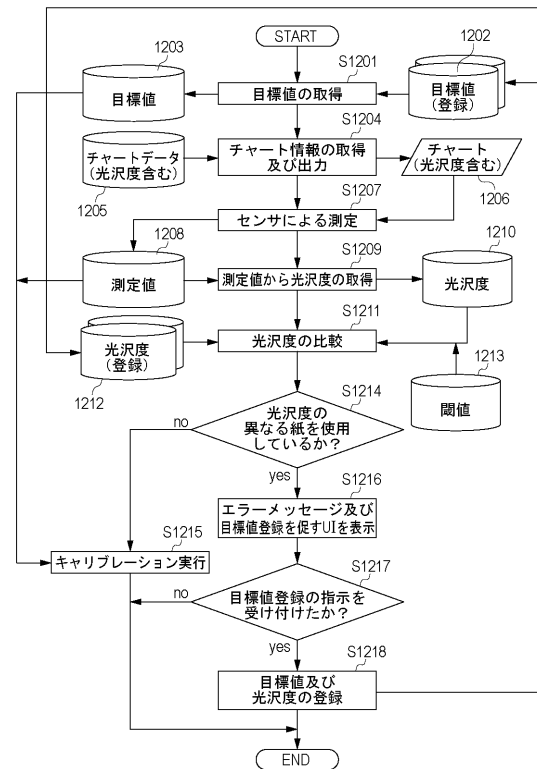 START
1203
S1201
1202
目標値
目標値の取得
目標値
(登録)
S1204
チャートデータ
(光沢度含む)
チャート情報の取得
及び出力
チャート
(光沢度含む)
1205
1206
S1207
センサによる測定
1208
S1209
1210
測定値
測定値から光沢度の取得
光沢度
S1211
光沢度
(登録)
光沢度の比較
1212
1213
閾値
S1214
光沢度の
異なる紙を使用
しているか?
no
yes
S1216
エラーメッセージ及び
目標値登録を促すUIを表示
S1215
キャリブレーション実行
S1217
目標値登録の指示を
受け付けたか?
no
yes
S1218
目標値及び
光沢度の登録
END